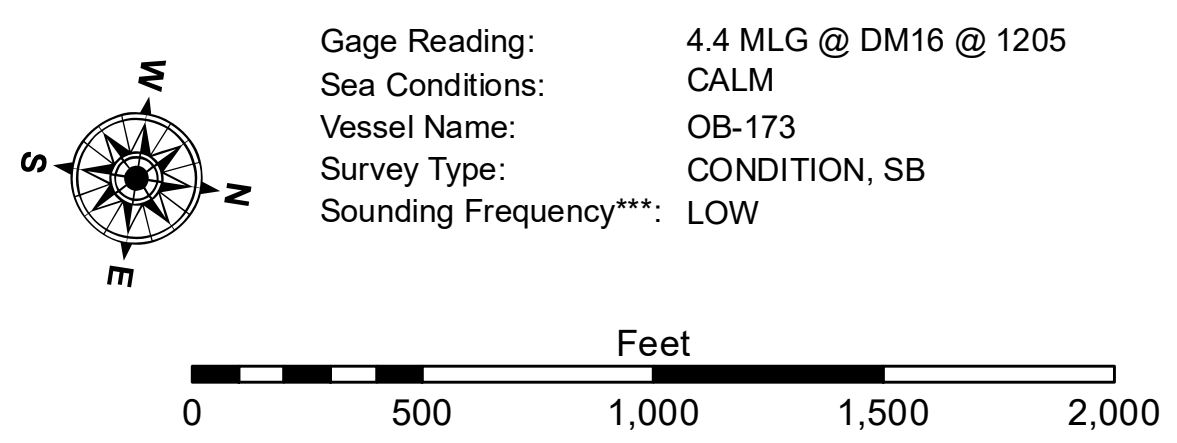 W
S
N
E
Gage Reading: 4.4 MLG @ DM16 @ 1205
Sea Conditions: CALM
Vessel Name: OB-173
Survey Type: CONDITION, SB
Sounding Frequency***: LOW
Feet
0 500 1,000 1,500 2,000